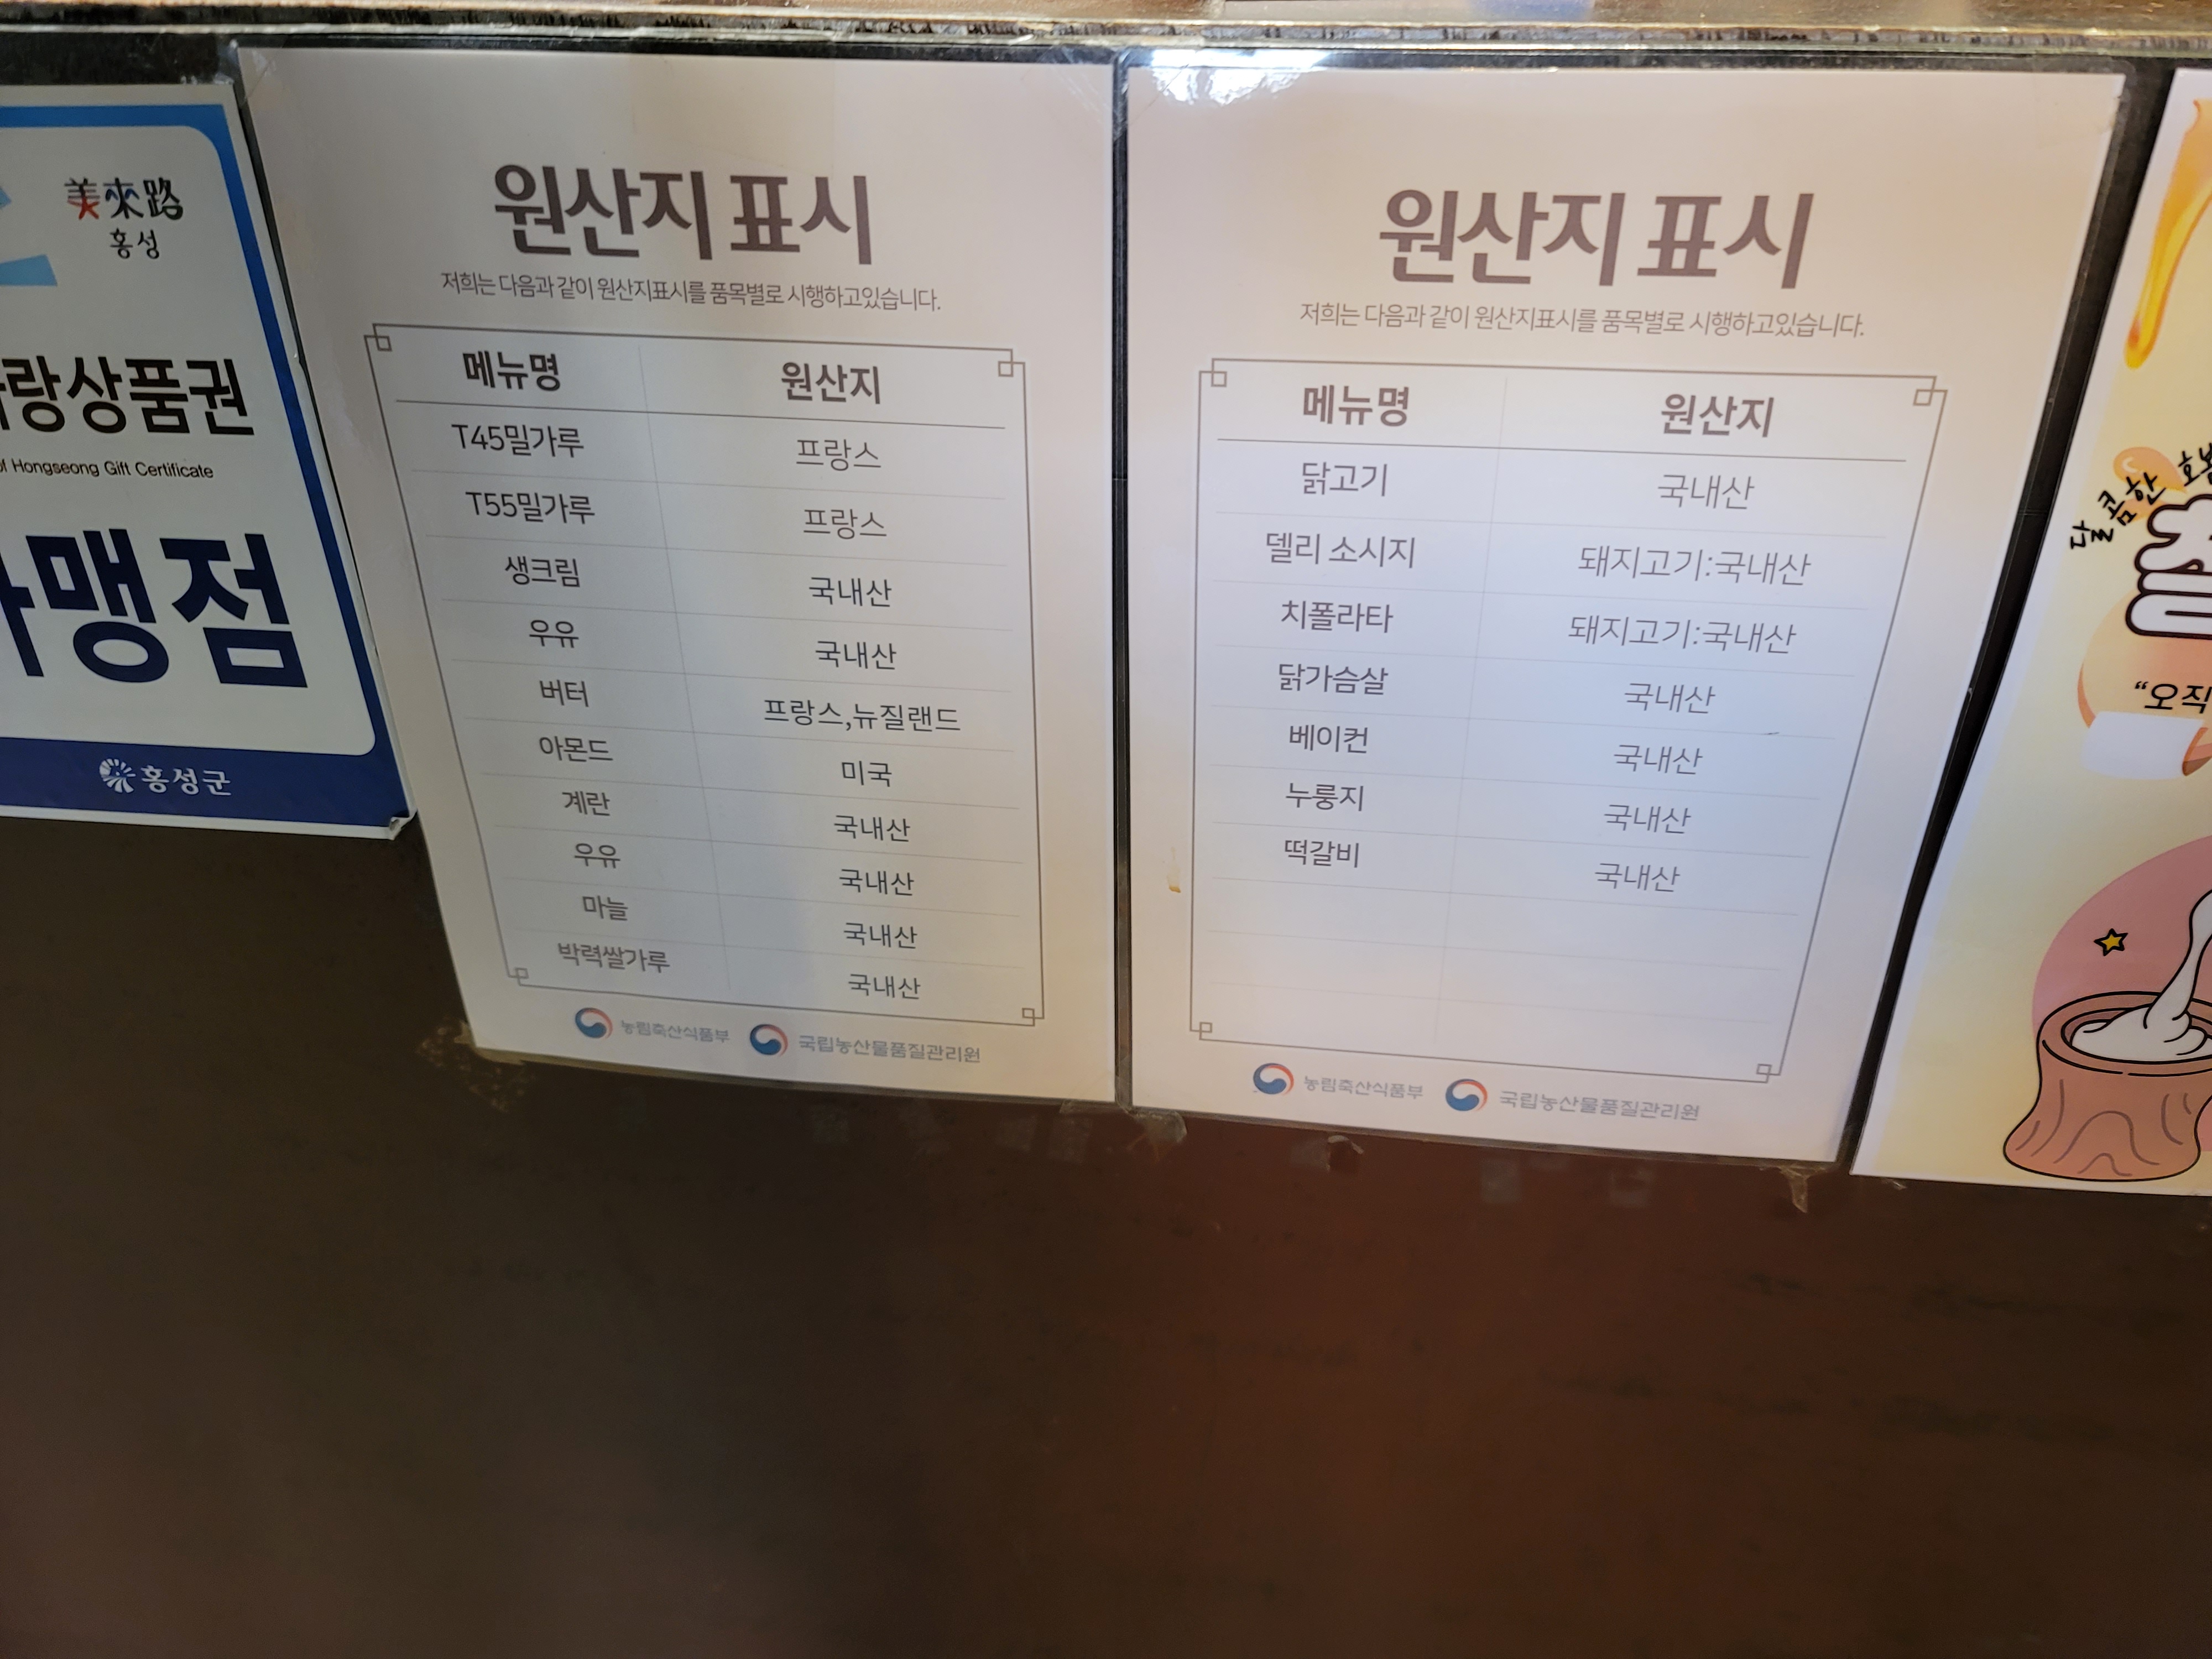 美來路
홍성
랑상품권
of Hongseong Gift Certificate
맹점
홍성군
원산지 표시
저희는 다음과 같이 원산지표시를 품목별로 시행하고있습니다.
메뉴명 원산지
T45밀가루 프랑스
T55밀가루 프랑스
생크림 국내산
우유 국내산
버터 프랑스,뉴질랜드
아몬드 미국
계란 국내산
우유 국내산
마늘 국내산
박력쌀가루 국내산
농림축산식품부 국립농산물품질관리원
원산지 표시
저희는 다음과 같이 원산지표시를 품목별로 시행하고있습니다.
메뉴명 원산지
닭고기 국내산
델리 소시지 돼지고기:국내산
치폴라타 돼지고기:국내산
닭가슴살 국내산
베이컨 국내산
누룽지 국내산
떡갈비 국내산
농림축산식품부 국립농산물품질관리원
달콤한
“오직